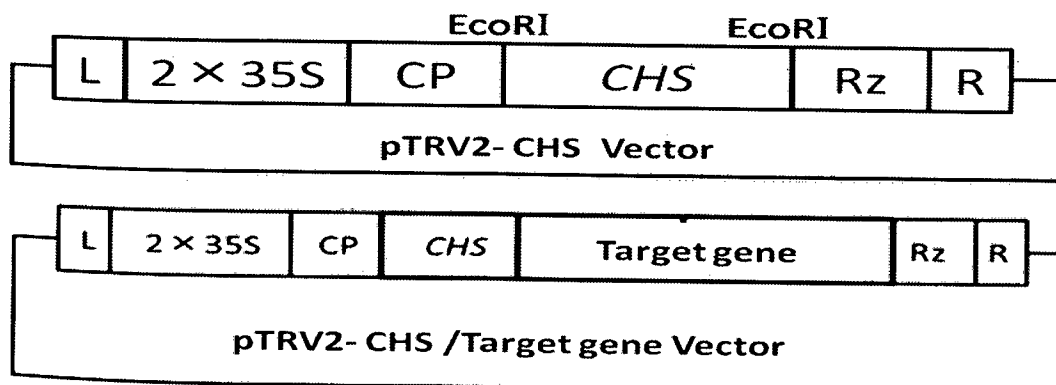 EcoRI EcoRI
L 2 × 35S CP CHS Rz R
pTRV2- CHS Vector
L 2 × 35S CP CHS Target gene Rz R
pTRV2- CHS /Target gene Vector